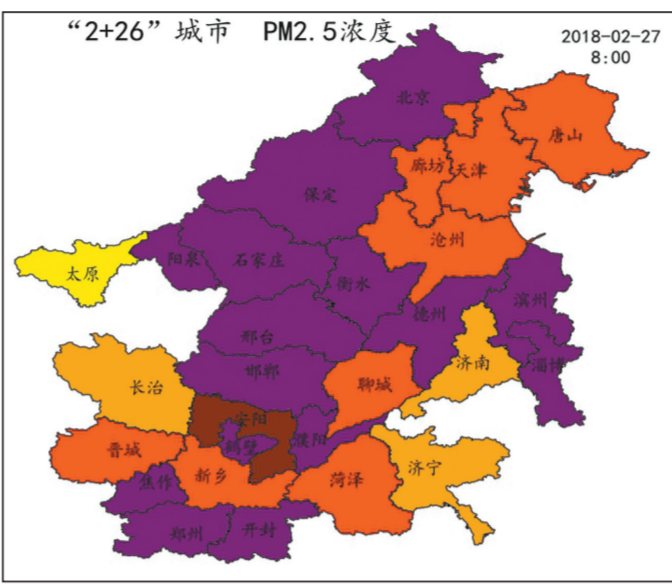 “2+26”城市 PM2.5浓度
2018-02-27
8:00
北京
唐山
廊坊
天津
保定
沧州
阳泉
石家庄
太原
衡水
滨州
德州
邢台
济南
淄博
邯郸
长治
聊城
安阳
濮阳
鹤壁
晋城
新乡
济宁
焦作
菏泽
郑州
开封